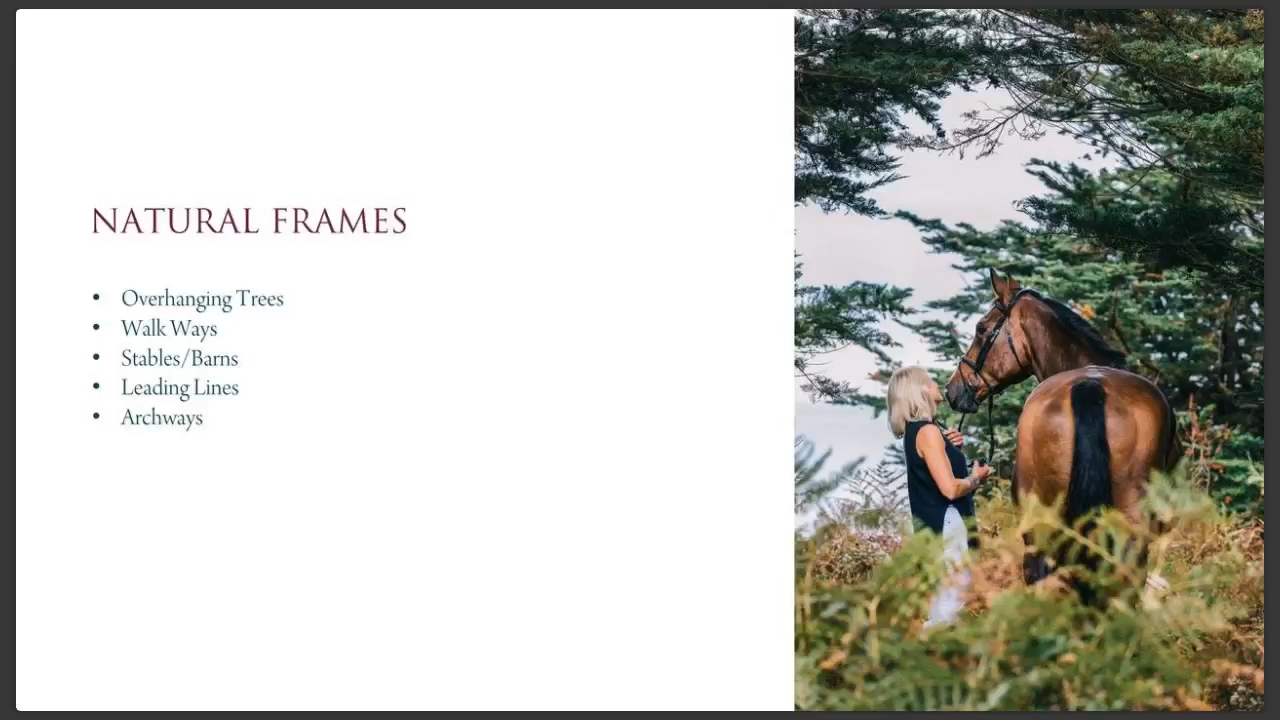 NATURAL FRAMES
• Overhanging Trees
• Walk Ways
• Stables/Barns
• Leading Lines
• Archways